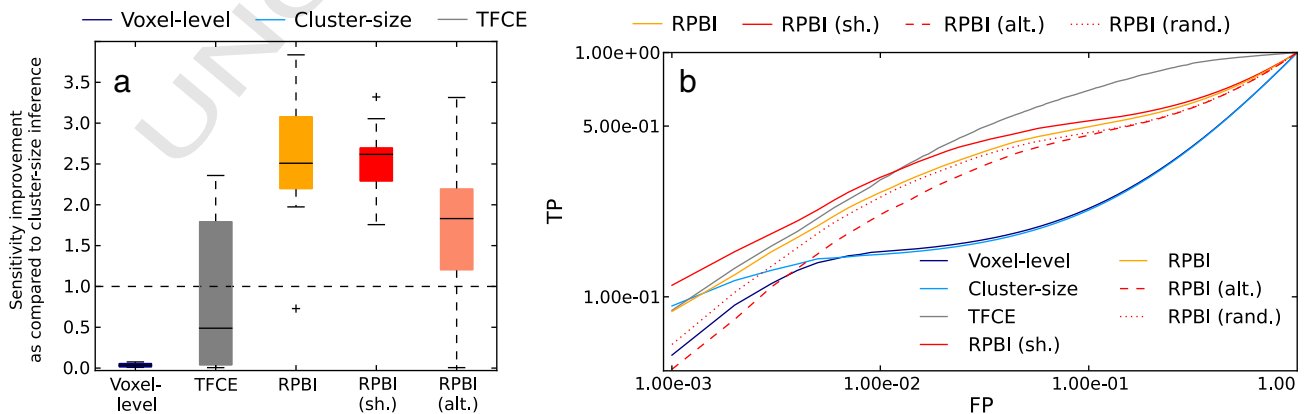 Voxel-level Cluster-size TFCE RPBI RPBI (sh.) RPBI (alt.) RPBI (rand.)
UNC
a
Sensitivity improvement
as compared to cluster-size inference
3.5
3.0
2.5
2.0
1.5
1.0
0.5
0.0
Voxel-
level
TFCE
RPBI
RPBI
(sh.)
RPBI
(alt.)
b
TP
1.00e+00
5.00e-01
1.00e-01
Voxel-level
Cluster-size
TFCE
RPBI (sh.)
RPBI
RPBI (alt.)
RPBI (rand.)
1.00e-03 1.00e-02 1.00e-01 1.00
FP